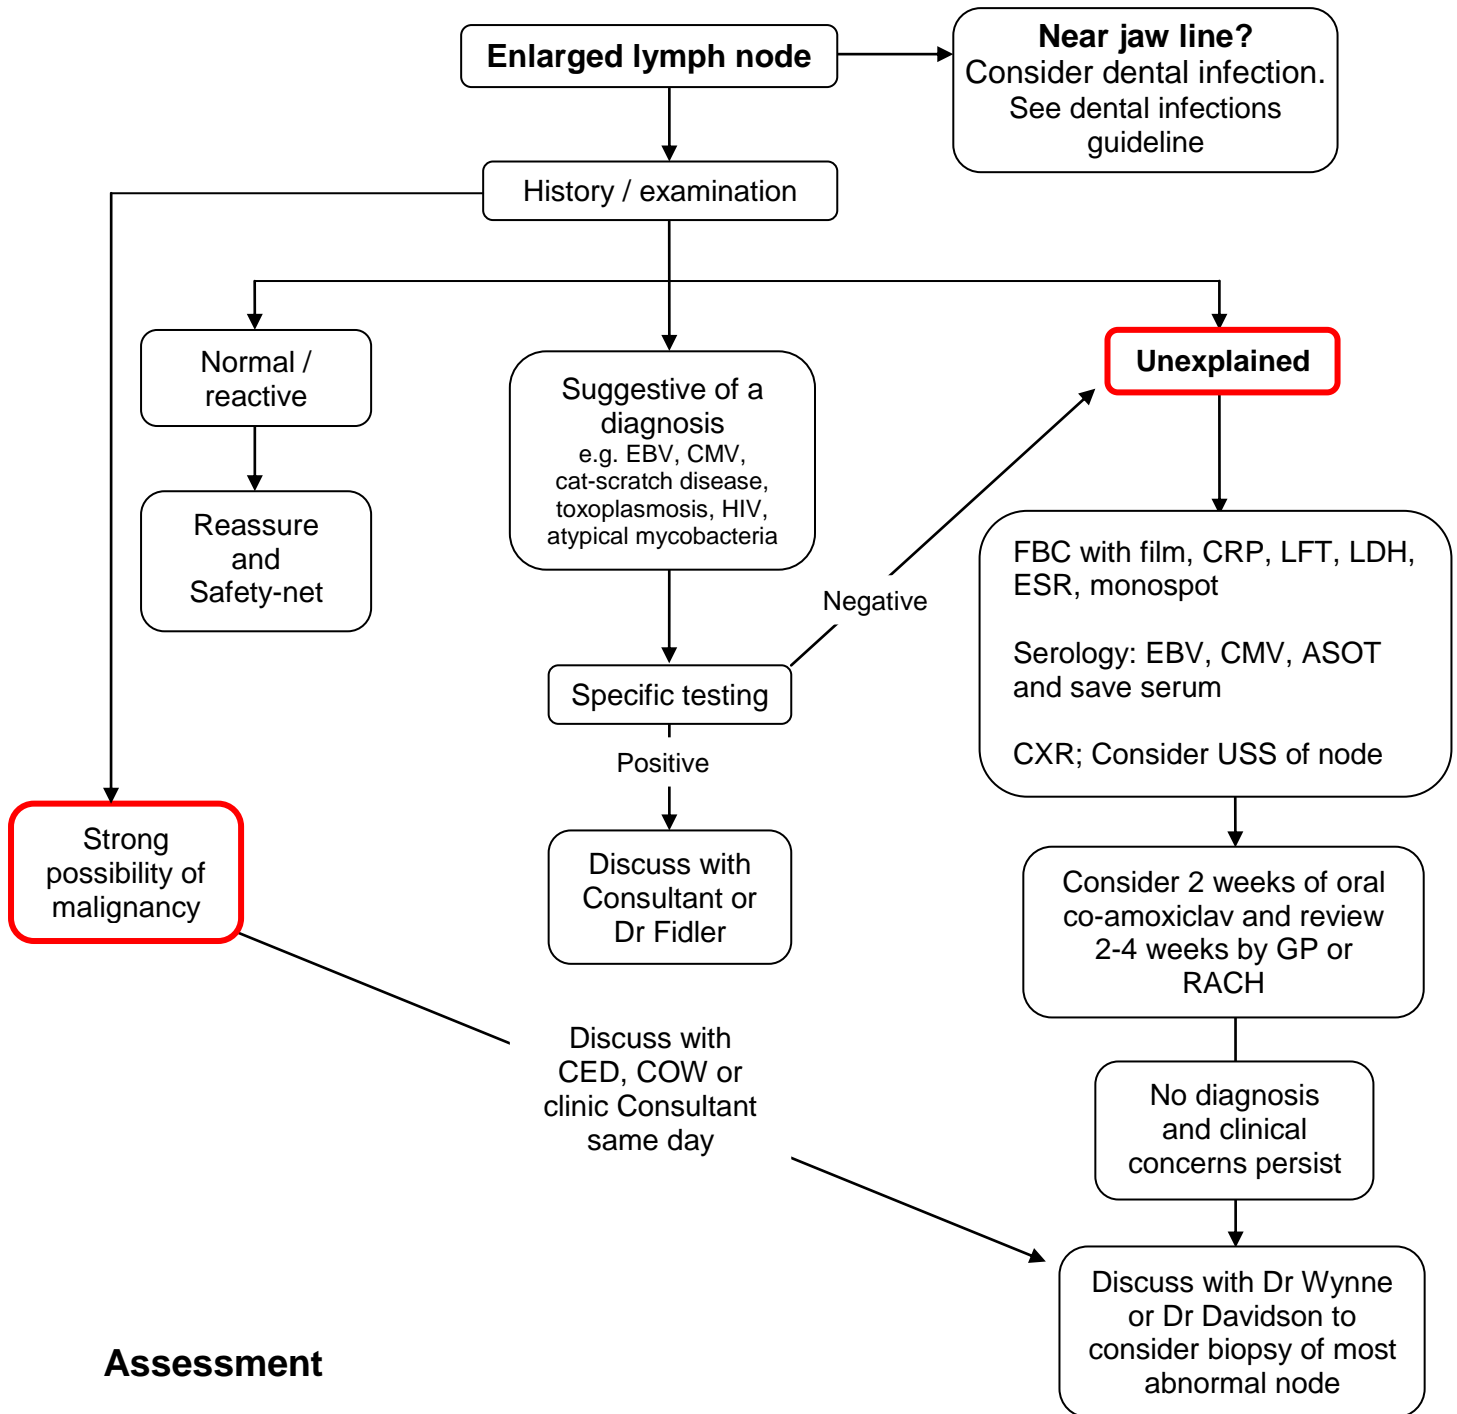 Enlarged lymph node
Near jaw line?
Consider dental infection.
See dental infections
guideline
History / examination
Normal /
reactive
Suggestive of a
diagnosis
e.g. EBV, CMV,
cat-scratch disease,
toxoplasmosis, HIV,
atypical mycobacteria
Unexplained
Reassure
and
Safety-net
Negative
FBC with film, CRP, LFT, LDH,
ESR, monospot
Serology: EBV, CMV, ASOT
and save serum
CXR; Consider USS of node
Specific testing
Positive
Strong
possibility of
malignancy
Discuss with
Consultant or
Dr Fidler
Consider 2 weeks of oral
co-amoxiclav and review
2-4 weeks by GP or
RACH
Discuss with
CED, COW or
clinic Consultant
same day
No diagnosis
and clinical
concerns persist
Discuss with Dr Wynne
or Dr Davidson to
consider biopsy of most
abnormal node
Assessment